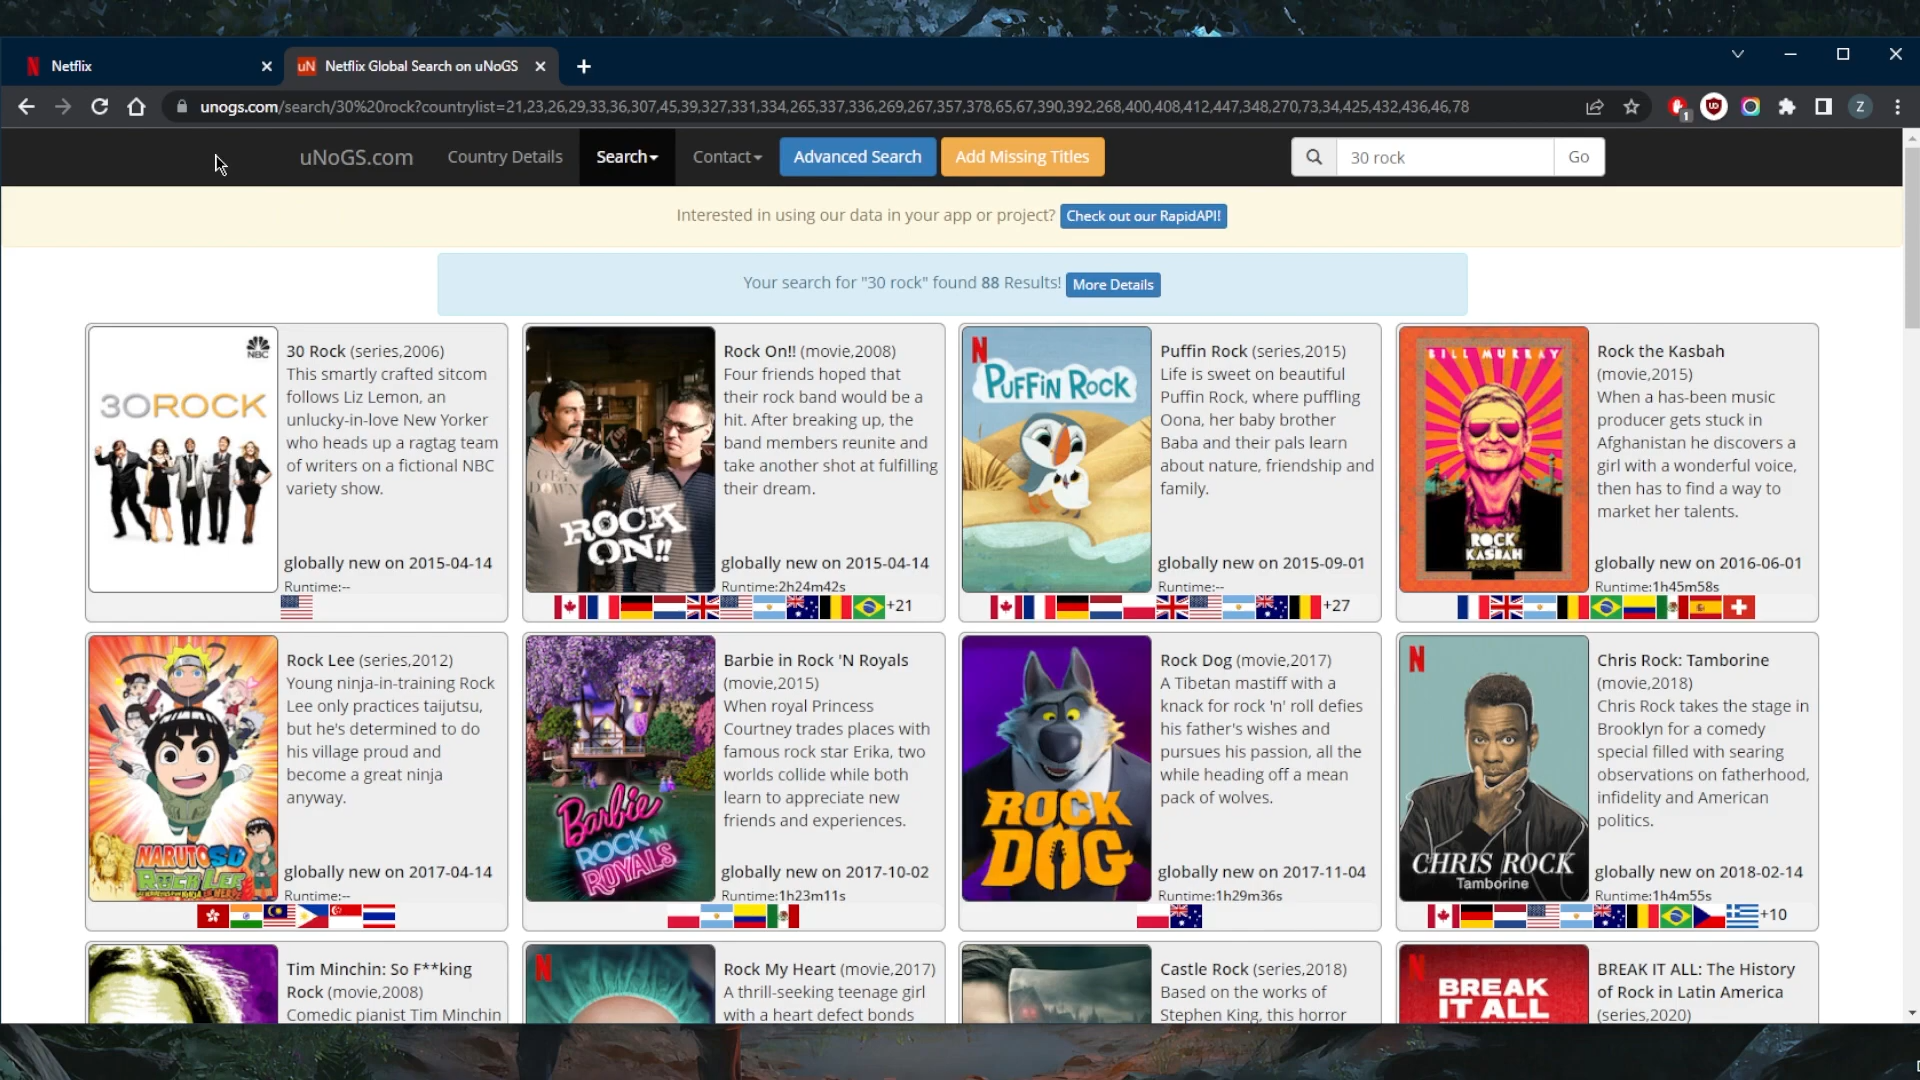 Netflix
uN Netflix Global Search on uNoGS
unogs.com/search/30%20rock?countrylist=21,23,26,29,33,36,307,45,39,327,331,334,265,337,336,269,267,357,378,65,67,390,392,268,400,408,412,447,348,270,73,34,425,432,436,46,78
1
Z
uNoGS.com Country Details Search Contact Advanced Search Add Missing Titles 30 rock Go
Interested in using our data in your app or project? Check out our RapidAPI!
Your search for "30 rock" found 88 Results! More Details
NBC
30ROCK
30 Rock (series,2006)
This smartly crafted sitcom
follows Liz Lemon, an
unlucky-in-love New Yorker
who heads up a ragtag team
of writers on a fictional NBC
variety show.
globally new on 2015-04-14
Runtime:--
GET
DOWN
ROCK
ON!!
Rock On!! (movie,2008)
Four friends hoped that
their rock band would be a
hit. After breaking up, the
band members reunite and
take another shot at fulfilling
their dream.
globally new on 2015-04-14
Runtime:2h24m42s
+21
N
PUFFIN ROCK
Puffin Rock (series,2015)
Life is sweet on beautiful
Puffin Rock, where puffling
Oona, her baby brother
Baba and their pals learn
about nature, friendship and
family.
globally new on 2015-09-01
Runtime:--
+27
BILL MURRAY
ROCK
THE
KASBAH
Rock the Kasbah
(movie,2015)
When a has-been music
producer gets stuck in
Afghanistan he discovers a
girl with a wonderful voice,
then has to find a way to
market her talents.
globally new on 2016-06-01
Runtime:1h45m58s
NARUTO SD
ROCK LEE
Rock Lee (series,2012)
Young ninja-in-training Rock
Lee only practices taijutsu,
but he's determined to do
his village proud and
become a great ninja
anyway.
globally new on 2017-04-14
Runtime:--
Barbie
ROCK 'N
ROYALS
Barbie in Rock 'N Royals
(movie,2015)
When royal Princess
Courtney trades places with
famous rock star Erika, two
worlds collide while both
learn to appreciate new
friends and experiences.
globally new on 2017-10-02
Runtime:1h23m11s
ROCK
DOG
Rock Dog (movie,2017)
A Tibetan mastiff with a
knack for rock 'n' roll defies
his father's wishes and
pursues his passion, all the
while heading off a mean
pack of wolves.
globally new on 2017-11-04
Runtime:1h29m36s
N
CHRIS ROCK
Tamborine
Chris Rock: Tamborine
(movie,2018)
Chris Rock takes the stage in
Brooklyn for a comedy
special filled with searing
observations on fatherhood,
infidelity and American
politics.
globally new on 2018-02-14
Runtime:1h4m55s
+10
Tim Minchin: So F**king
Rock (movie,2008)
Comedic pianist Tim Minchin
N
Rock My Heart (movie,2017)
A thrill-seeking teenage girl
with a heart defect bonds
Castle Rock (series,2018)
Based on the works of
Stephen King, this horror
N
BREAK
IT ALL
BREAK IT ALL: The History
of Rock in Latin America
(series,2020)